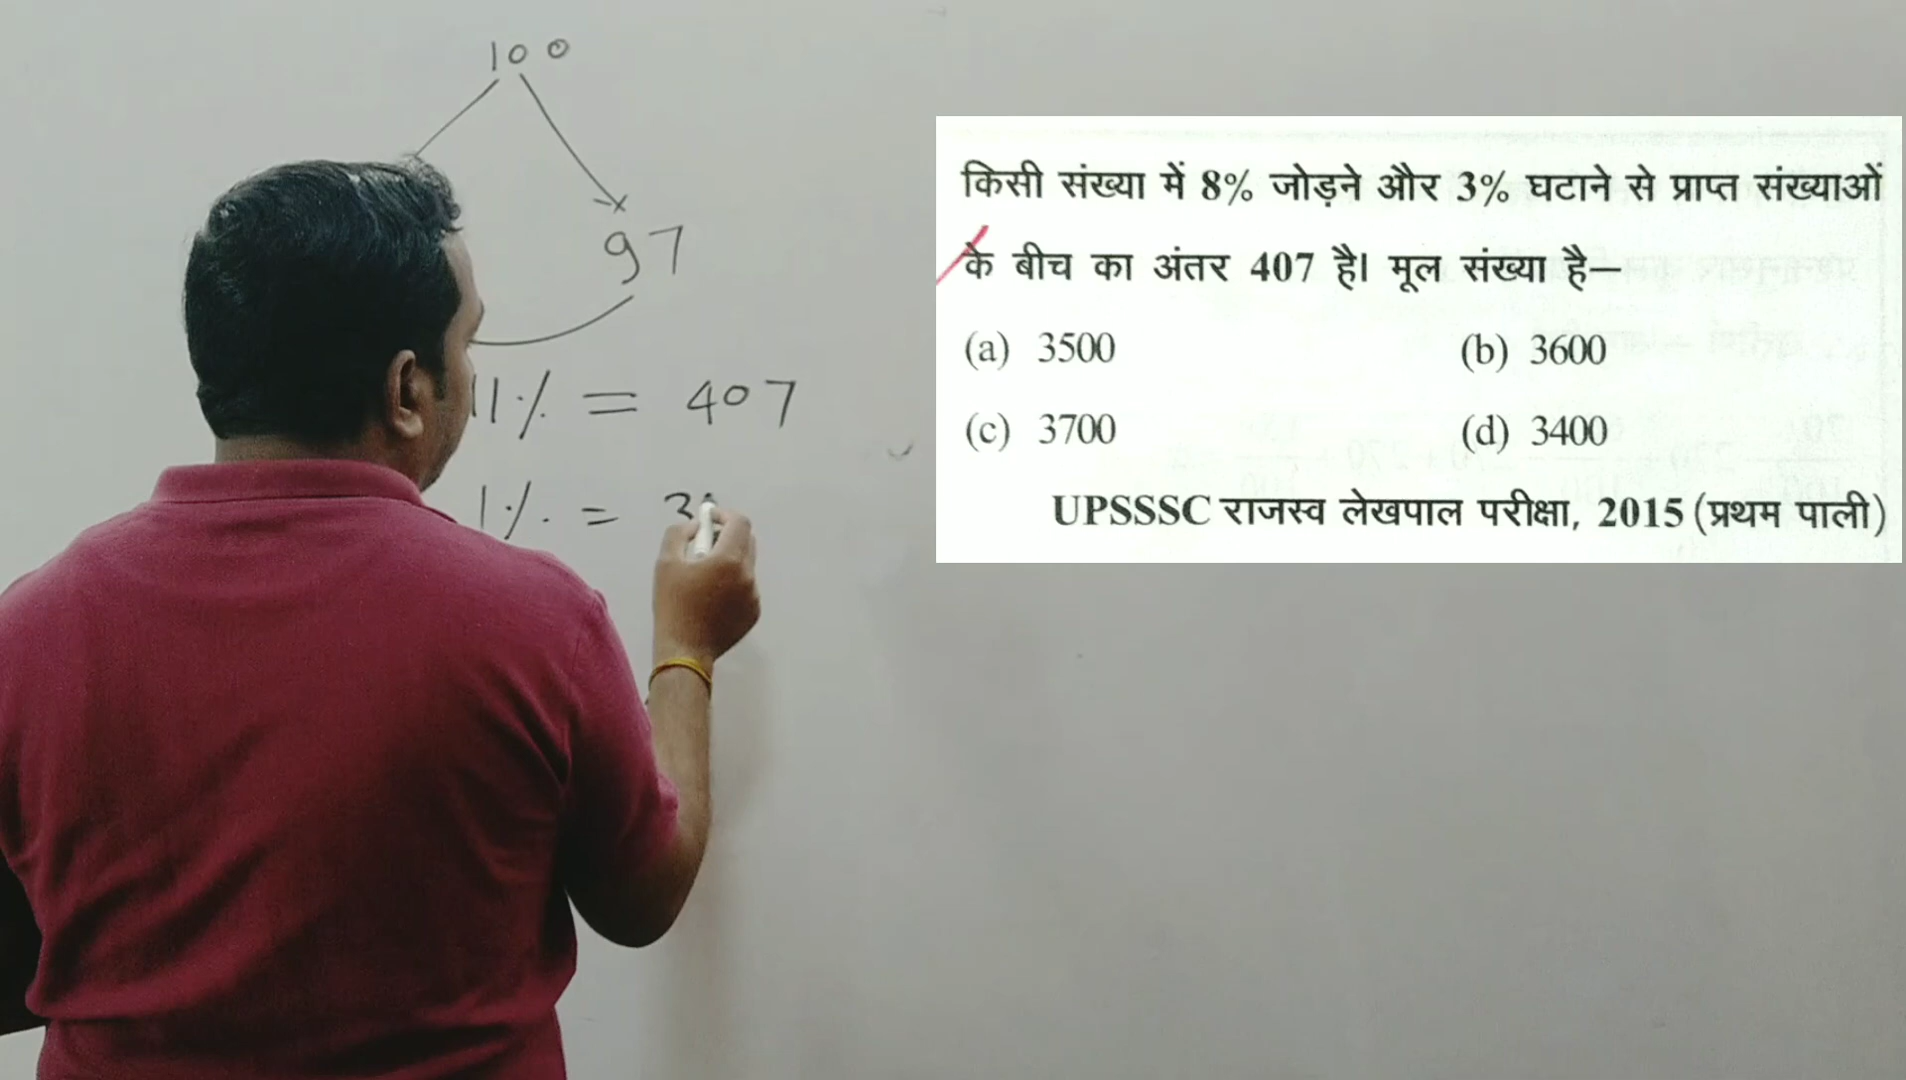 100
97
11% = 407
1% = 3
किसी संख्या में 8% जोड़ने और 3% घटाने से प्राप्त संख्याओं
के बीच का अंतर 407 है। मूल संख्या है—
(a) 3500 (b) 3600
(c) 3700 (d) 3400
UPSSSC राजस्व लेखपाल परीक्षा, 2015 (प्रथम पाली)